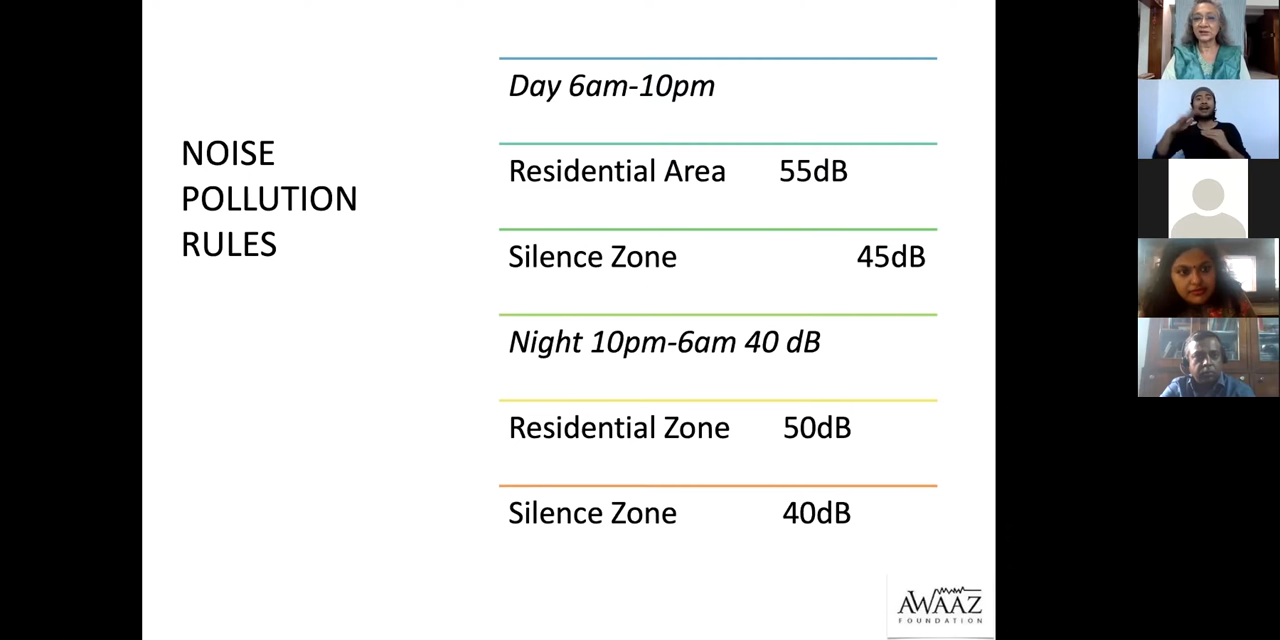 NOISE
POLLUTION
RULES
Day 6am-10pm
Residential Area 55dB
Silence Zone 45dB
Night 10pm-6am 40 dB
Residential Zone 50dB
Silence Zone 40dB
AWAAZ
FOUNDATION